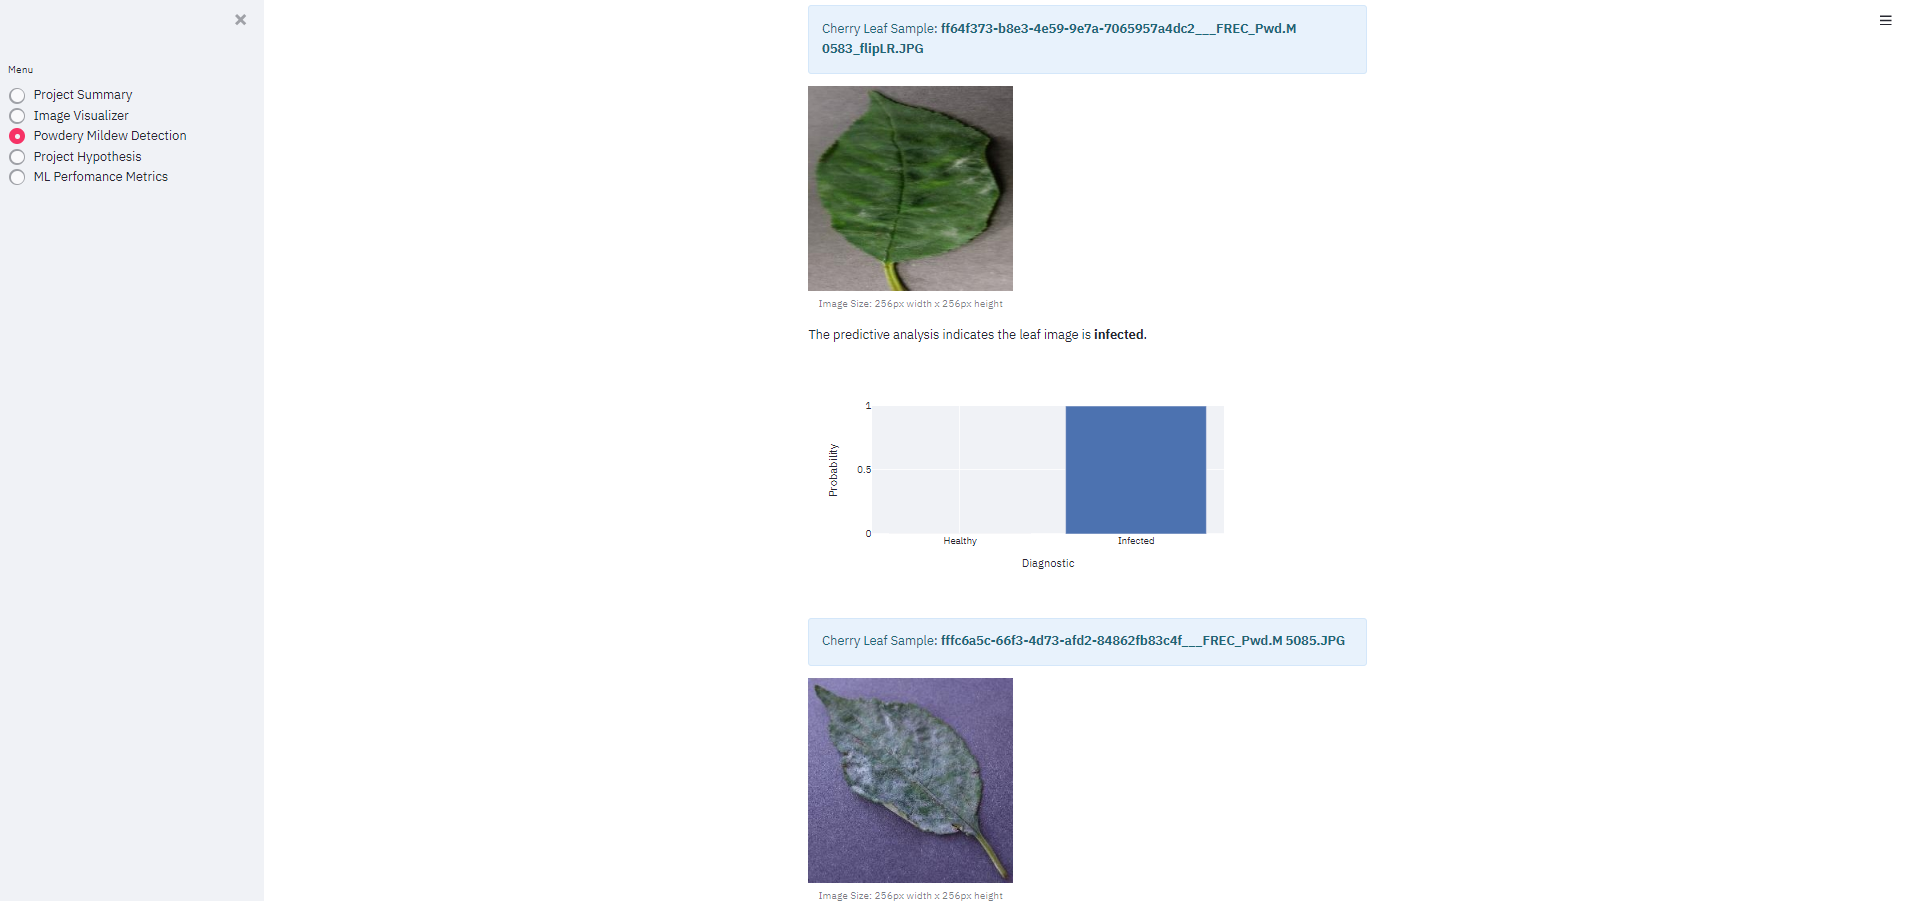 Menu
Project Summary
Image Visualizer
Powdery Mildew Detection
Project Hypothesis
ML Perfomance Metrics
Cherry Leaf Sample: ff64f373-b8e3-4e59-9e7a-7065957a4dc2___FREC_Pwd.M
0583_flipLR.JPG
Image Size: 256px width x 256px height
The predictive analysis indicates the leaf image is infected.
1
0.5
0
Probability
Healthy
Infected
Diagnostic
Cherry Leaf Sample: fffc6a5c-66f3-4d73-afd2-84862fb83c4f___FREC_Pwd.M 5085.JPG
Image Size: 256px width x 256px height